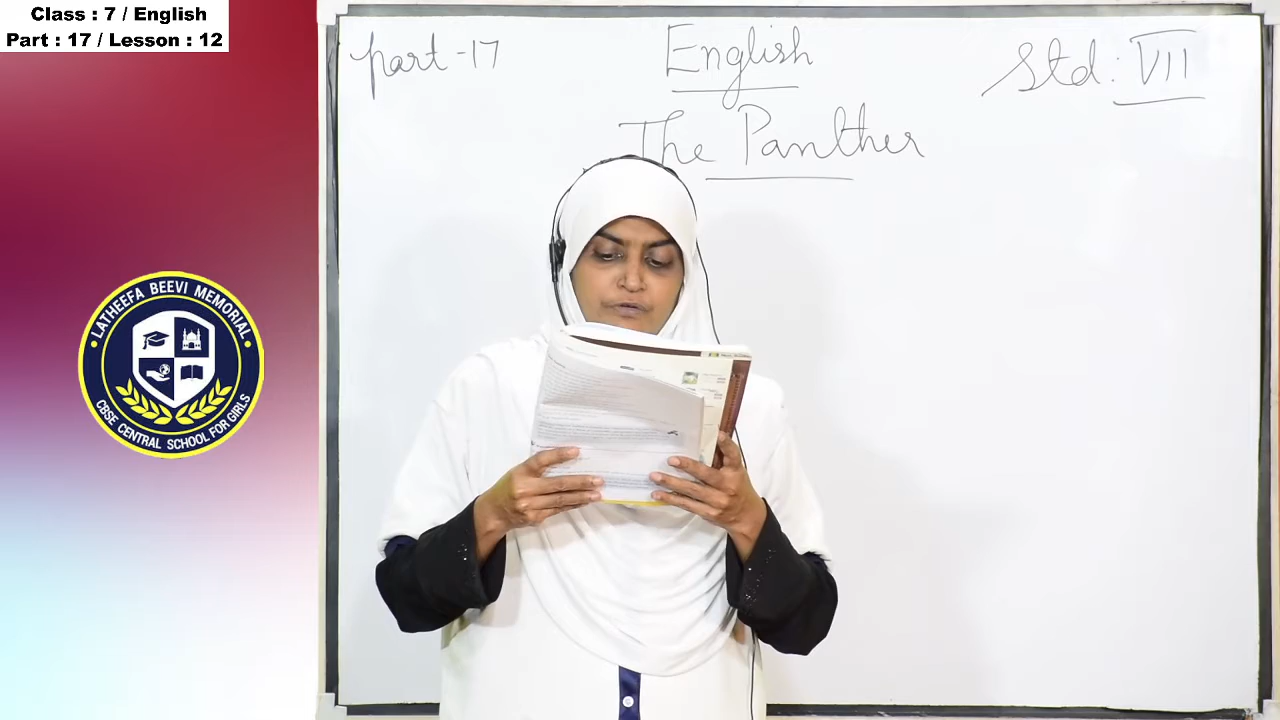 Class : 7 / English
Part : 17 / Lesson : 12
part-17
English
Std: VII
The Panther
LATHEEFA BEEVI MEMORIAL
CBSE CENTRAL SCHOOL FOR GIRLS